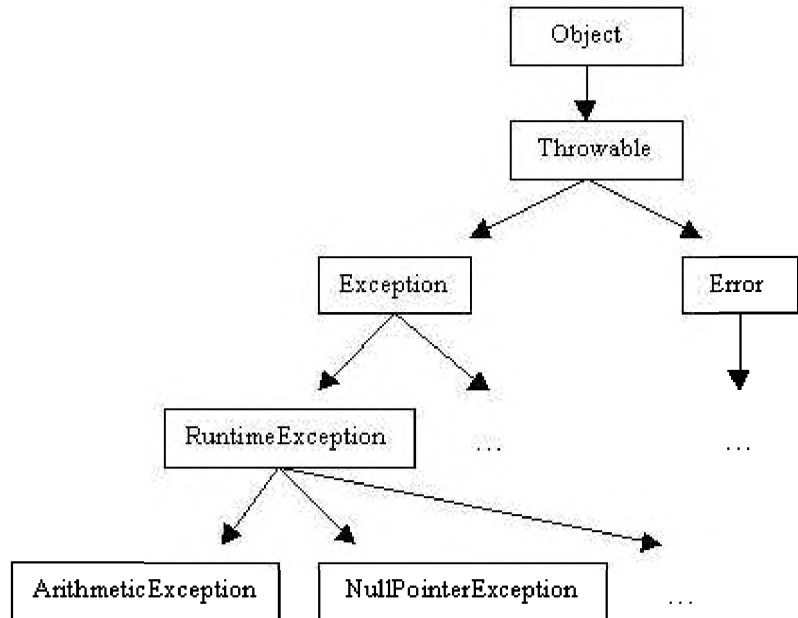 Object
Throwable
Exception
Error
RuntimeException
...
...
ArithmeticException
NullPointerException
...